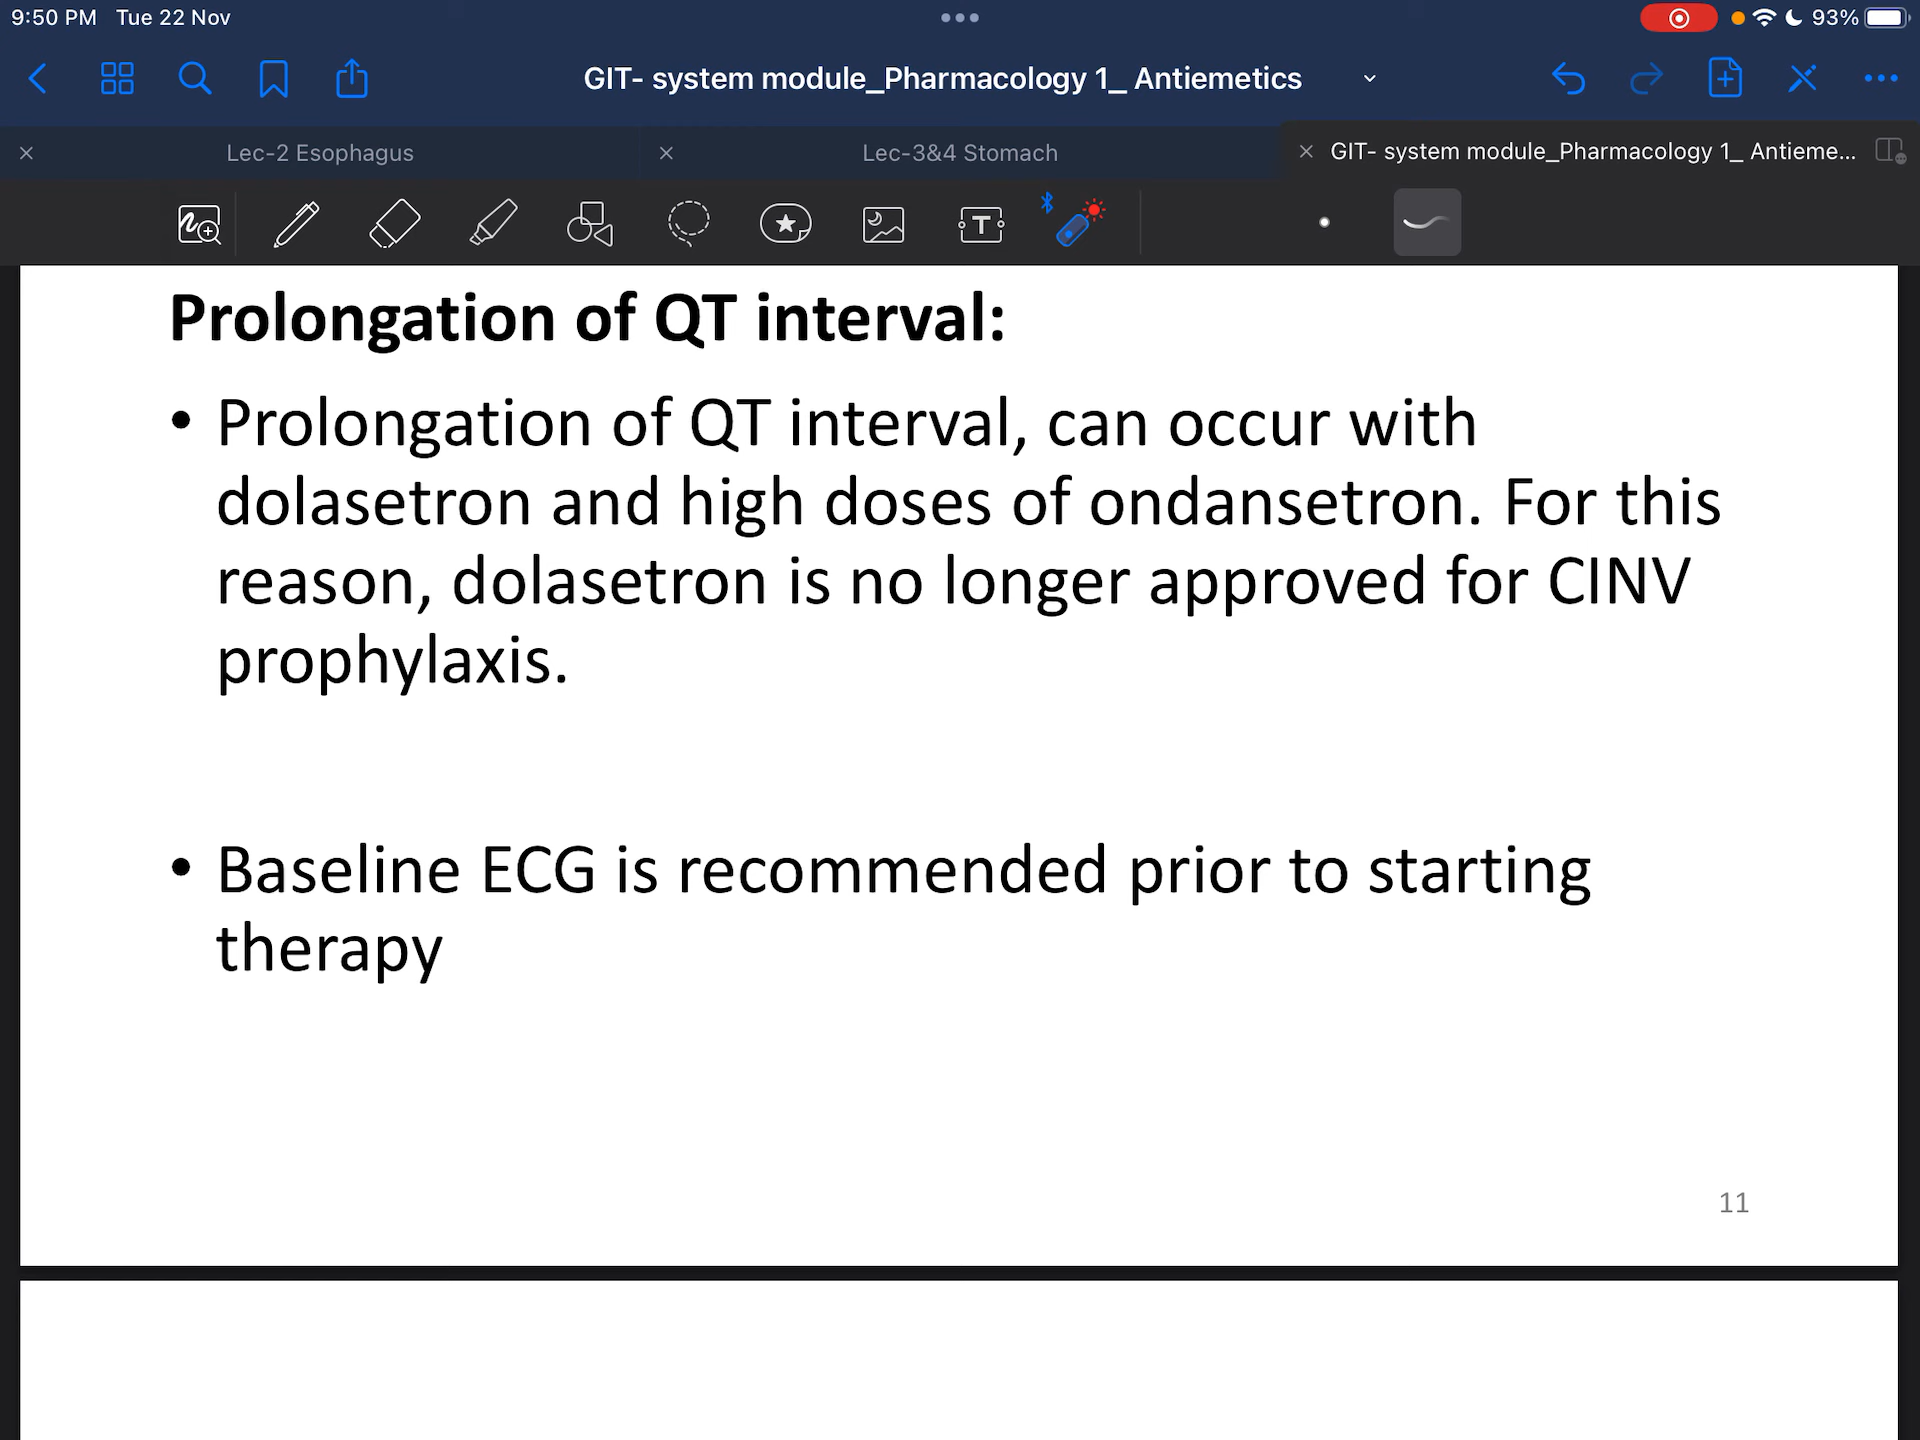 9:50 PM Tue 22 Nov
93%
GIT- system module_Pharmacology 1_ Antiemetics
Lec-2 Esophagus
Lec-3&4 Stomach
GIT- system module_Pharmacology 1_ Antieme...
T
Prolongation of QT interval:
• Prolongation of QT interval, can occur with
dolasetron and high doses of ondansetron. For this
reason, dolasetron is no longer approved for CINV
prophylaxis.
• Baseline ECG is recommended prior to starting
therapy
11